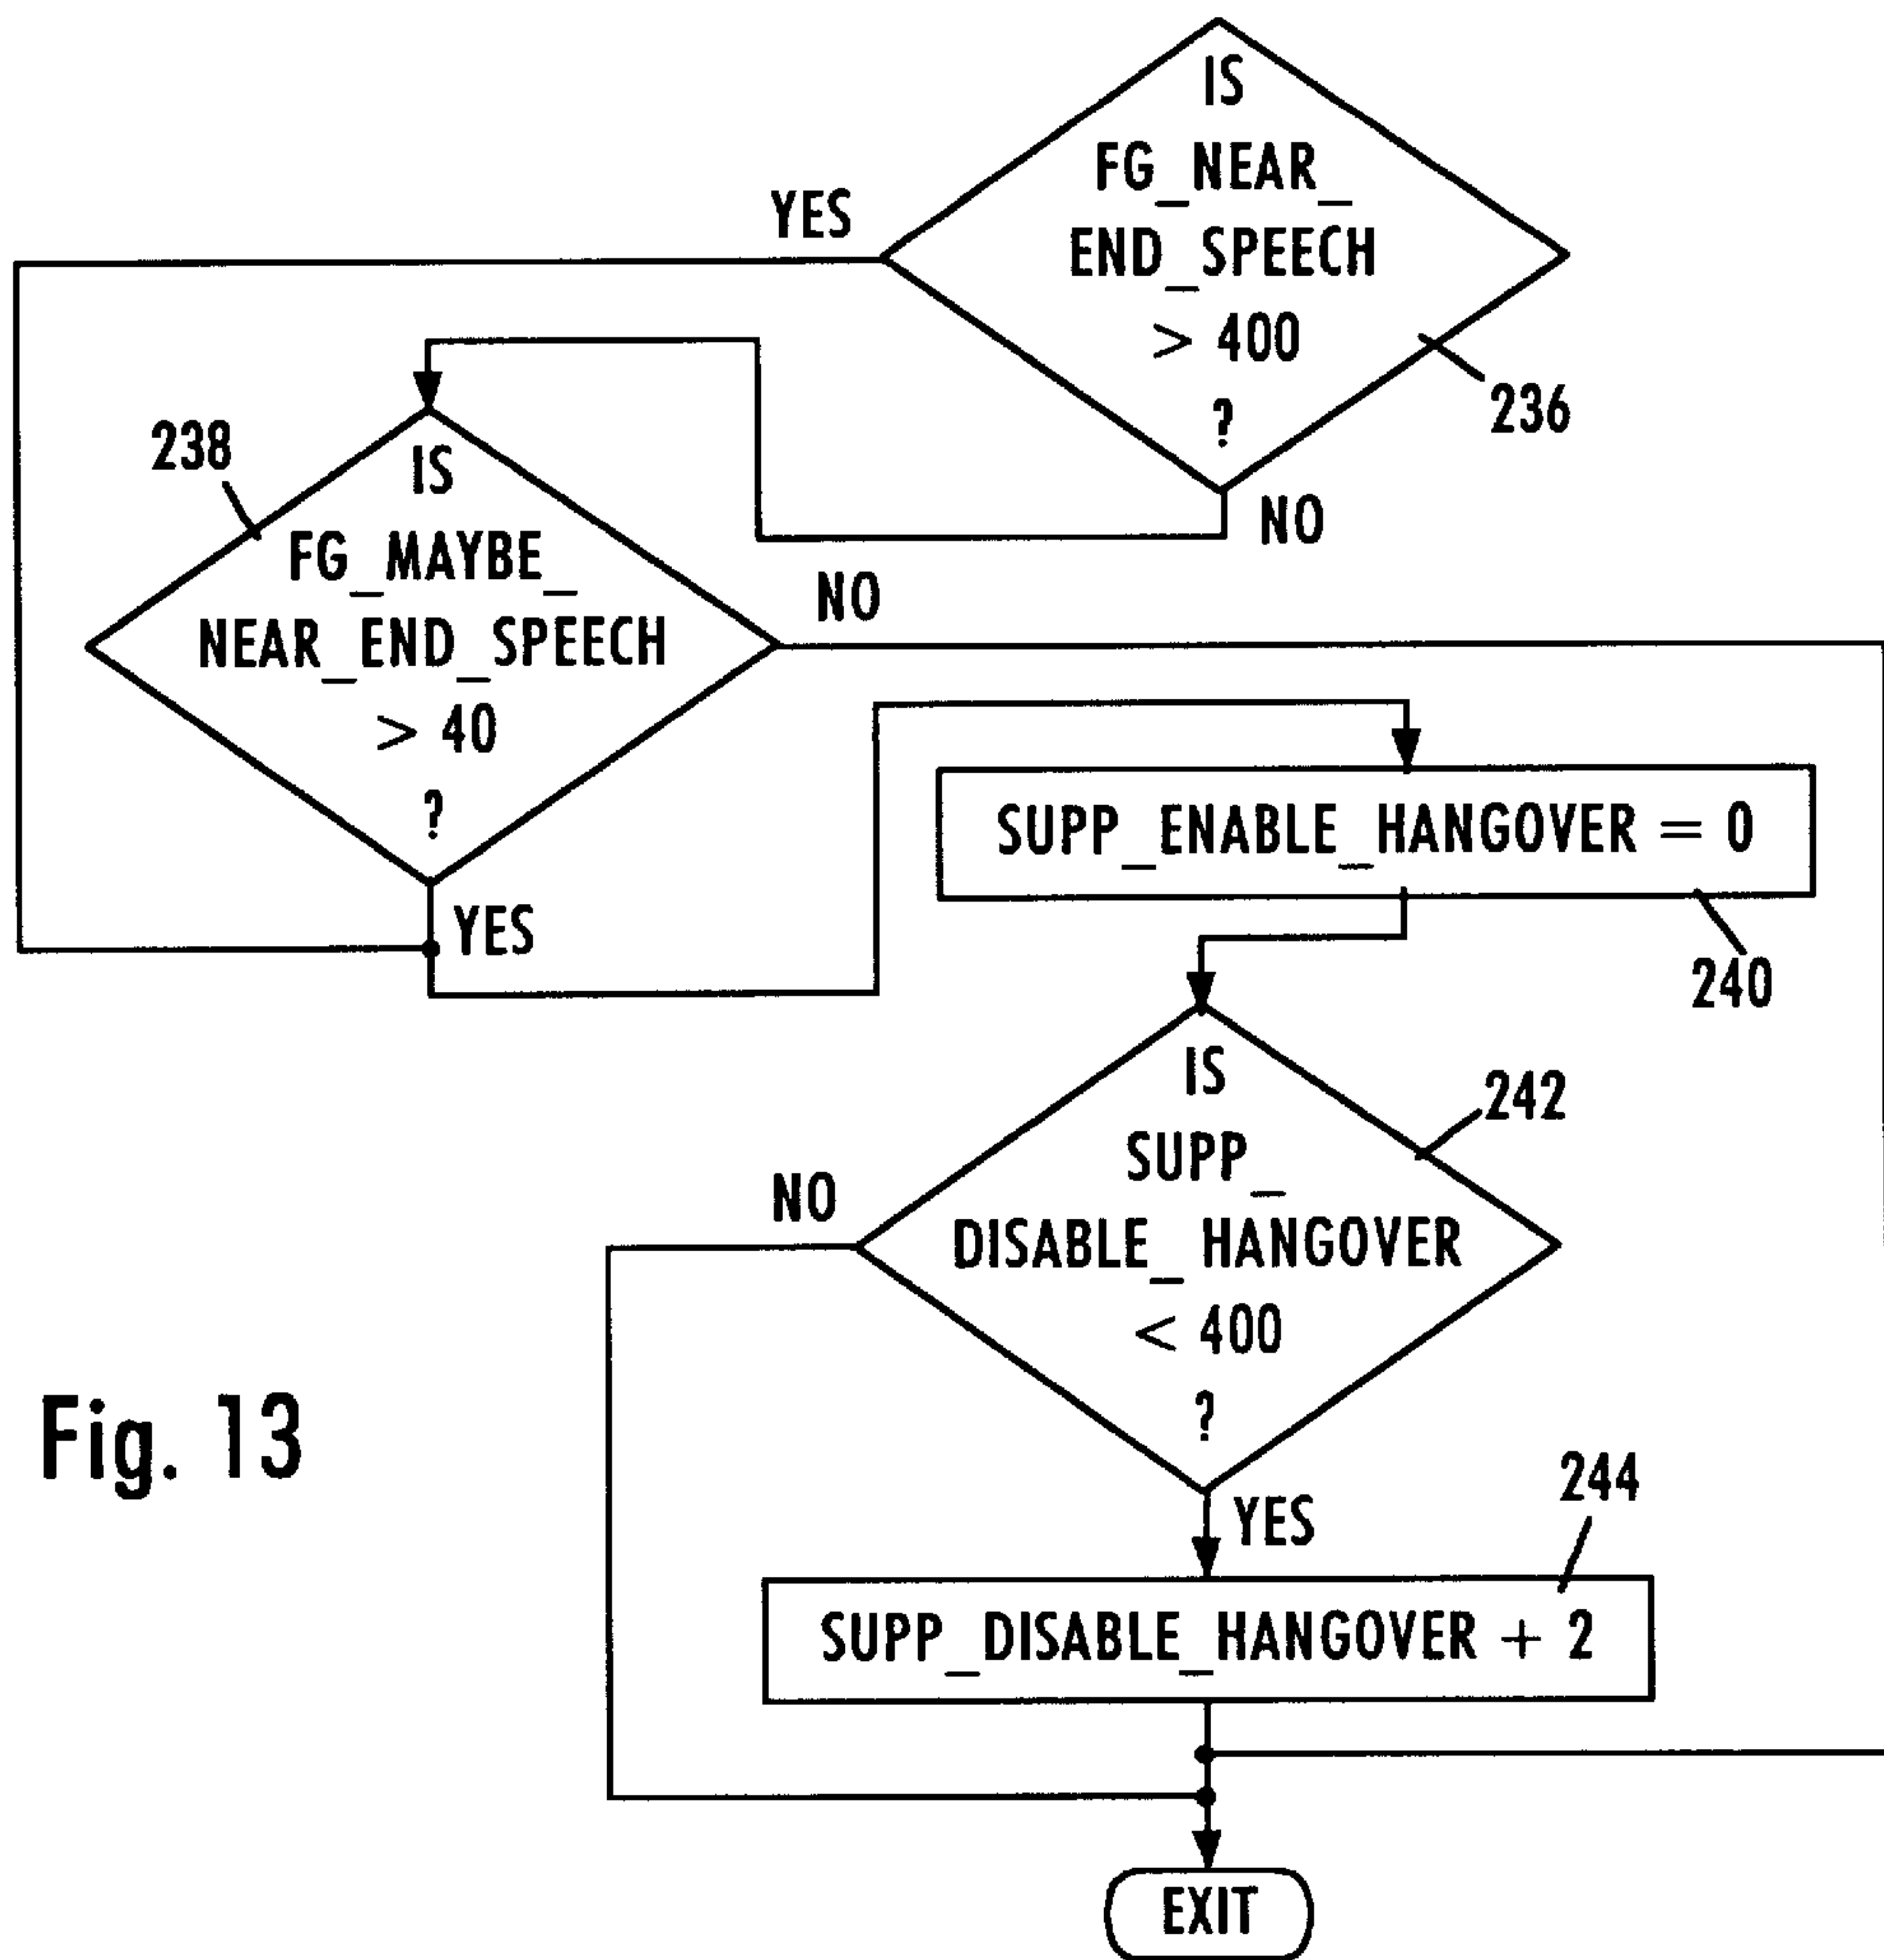 IS
FG_NEAR_
END_SPEECH
> 400
?
YES
236
NO
238
IS
FG_MAYBE_
NEAR_END_SPEECH
> 40
?
NO
YES
SUPP_ENABLE_HANGOVER = 0
240
IS
SUPP_
DISABLE_HANGOVER
< 400
?
242
NO
YES
244
SUPP_DISABLE_HANGOVER + 2
EXIT
Fig. 13